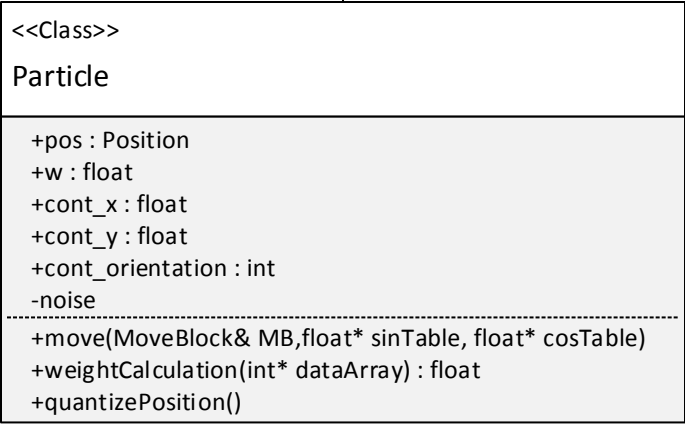 <<Class>>
Particle
+pos : Position
+w : float
+cont_x : float
+cont_y : float
+cont_orientation : int
-noise
+move(MoveBlock& MB,float* sinTable, float* cosTable)
+weightCalculation(int* dataArray) : float
+quantizePosition()